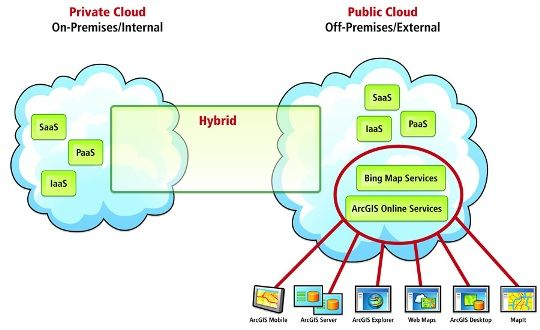 Private Cloud
On-Premises/Internal
Public Cloud
Off-Premises/External
Hybrid
SaaS
PaaS
IaaS
SaaS
IaaS
PaaS
Bing Map Services
ArcGIS Online Services
ArcGIS Mobile
ArcGIS Server
ArcGIS Explorer
Web Maps
ArcGIS Desktop
MapIt